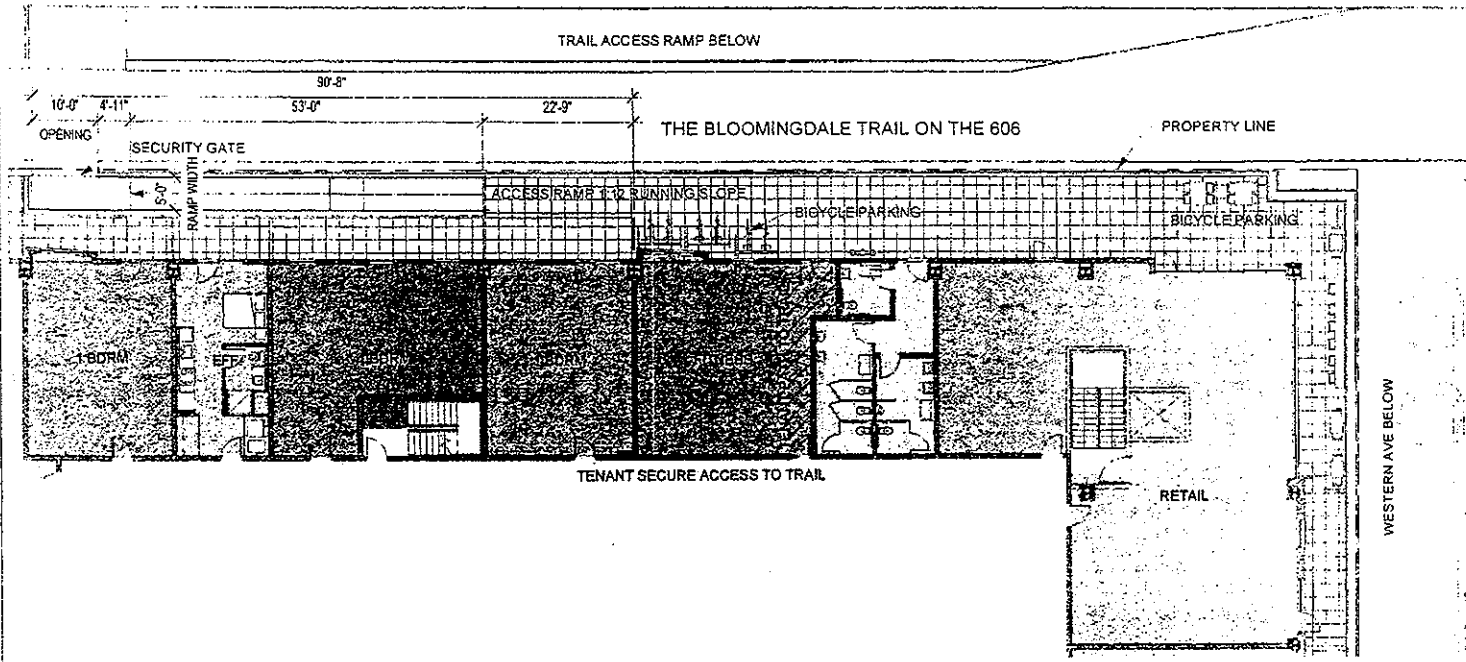 TRAIL ACCESS RAMP BELOW
90'-8"
10'-0" 4'-11" 53'-0" 22'-9"
OPENING
THE BLOOMINGDALE TRAIL ON THE 606
PROPERTY LINE
SECURITY GATE
5'-0"
RAMP WIDTH
ACCESS RAMP 1:12 RUNNING SLOPE
BICYCLE PARKING
BICYCLE PARKING
1 BDRM
EFF
TENANT SECURE ACCESS TO TRAIL
RETAIL
WESTERN AVE BELOW